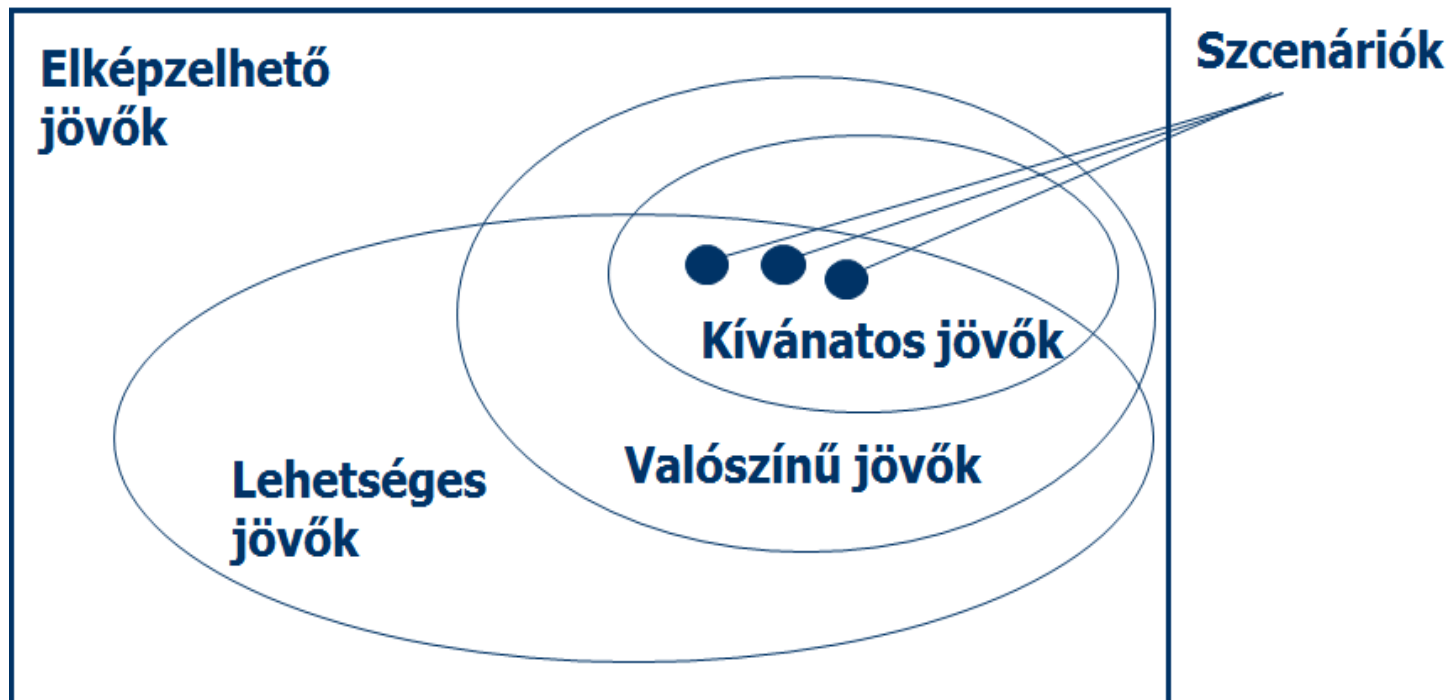 Elképzelhető
jövők
Szcenáriók
Kívánatos jövők
Valószínű jövők
Lehetséges
jövők